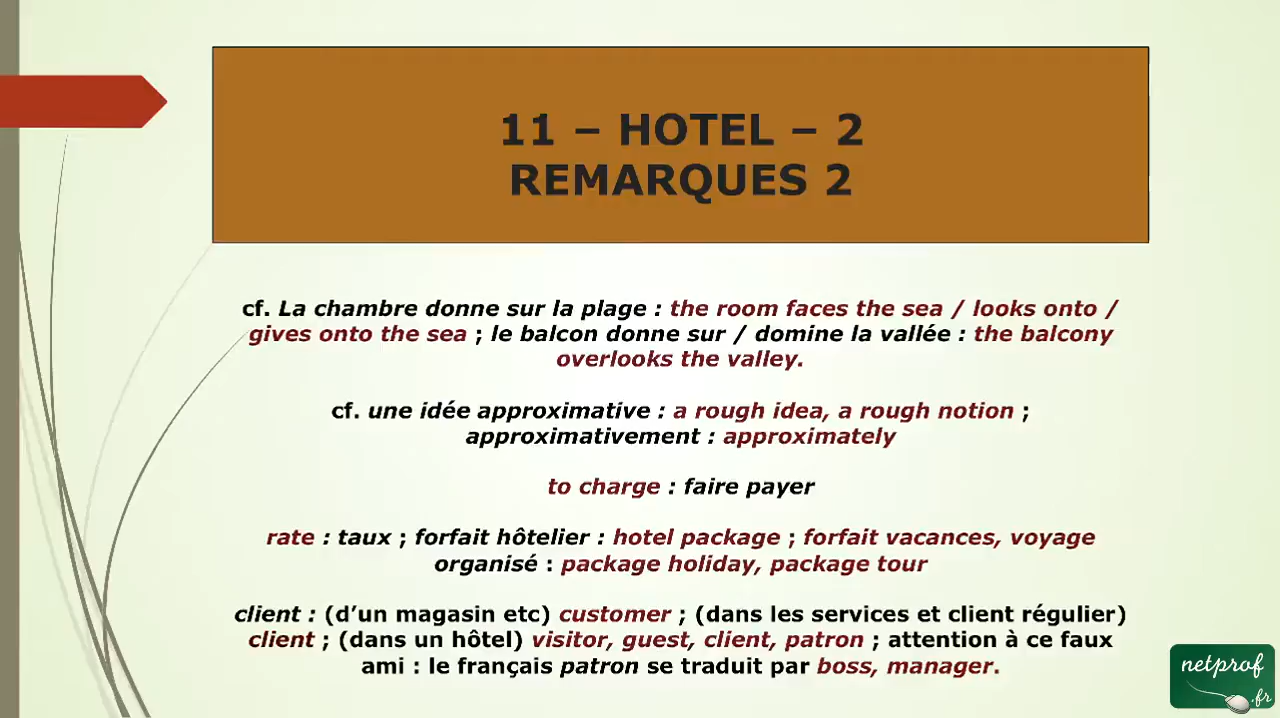 11 – HOTEL – 2
REMARQUES 2
cf. La chambre donne sur la plage : the room faces the sea / looks onto /
gives onto the sea ; le balcon donne sur / domine la vallée : the balcony
overlooks the valley.
cf. une idée approximative : a rough idea, a rough notion ;
approximativement : approximately
to charge : faire payer
rate : taux ; forfait hôtelier : hotel package ; forfait vacances, voyage
organisé : package holiday, package tour
client : (d’un magasin etc) customer ; (dans les services et client régulier)
client ; (dans un hôtel) visitor, guest, client, patron ; attention à ce faux
ami : le français patron se traduit par boss, manager.
netprof
.fr